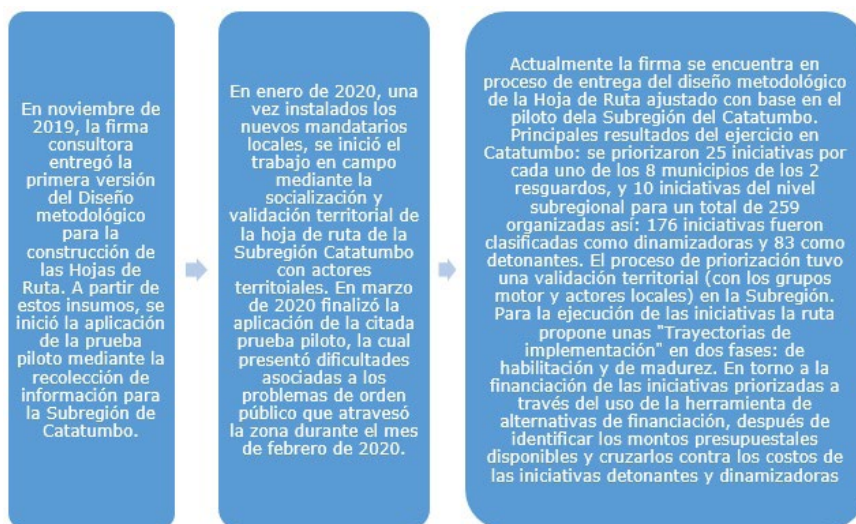 En noviembre de
2019, la firma
consultora
entregó la
primera versión
del Diseño
metodológico
para la
construcción de
las Hojas de
Ruta. A partir de
estos insumos, se
inició la aplicación
de la prueba
piloto mediante la
recolección de
información para
la Subregión de
Catatumbo.
En enero de 2020, una
vez instalados los
nuevos mandatarios
locales, se inició el
trabajo en campo
mediante la
socialización y
validación territorial de
la hoja de ruta de la
Subregión Catatumbo
con actores
territoiales. En marzo
de 2020 finalizó la
aplicación de la citada
prueba piloto, la cual
presentó dificultades
asociadas a los
problemas de orden
público que atravesó
la zona durante el mes
de febrero de 2020.
Actualmente la firma se encuentra en
proceso de entrega del diseño metodológico
de la Hoja de Ruta ajustado con base en el
piloto dela Subregión del Catatumbo.
Principales resultados del ejercicio en
Catatumbo: se priorizaron 25 iniciativas por
cada uno de los 8 municipios de los 2
resguardos, y 10 iniciativas del nivel
subregional para un total de 259
organizadas así: 176 iniciativas fueron
clasificadas como dinamizadoras y 83 como
detonantes. El proceso de priorización tuvo
una validación territorial (con los grupos
motor y actores locales) en la Subregión.
Para la ejecución de las iniciativas la ruta
propone unas "Trayectorias de
implementación" en dos fases: de
habilitación y de madurez. En torno a la
financiación de las iniciativas priorizadas a
través del uso de la herramienta de
alternativas de financiación, después de
identificar los montos presupuestales
disponibles y cruzarlos contra los costos de
las iniciativas detonantes y dinamizadoras